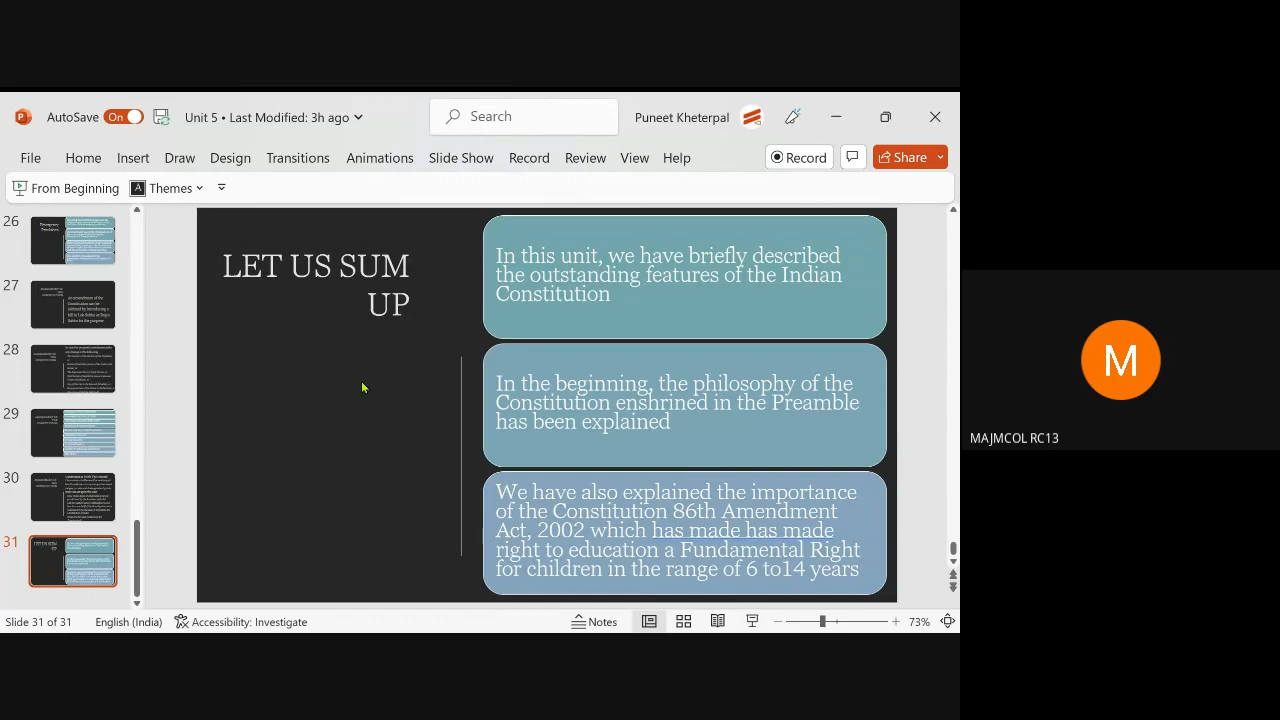 AutoSave On Unit 5 • Last Modified: 3h ago Search Puneet Kheterpal
File Home Insert Draw Design Transitions Animations Slide Show Record Review View Help Record Share
From Beginning A Themes
26
27
28
29
30
31
LET US SUM
UP
In this unit, we have briefly described
the outstanding features of the Indian
Constitution
In the beginning, the philosophy of the
Constitution enshrined in the Preamble
has been explained
We have also explained the importance
of the Constitution 86th Amendment
Act, 2002 which has made has made
right to education a Fundamental Right
for children in the range of 6 to14 years
M
MAJMCOL RC13
Slide 31 of 31 English (India) Accessibility: Investigate Notes 73%